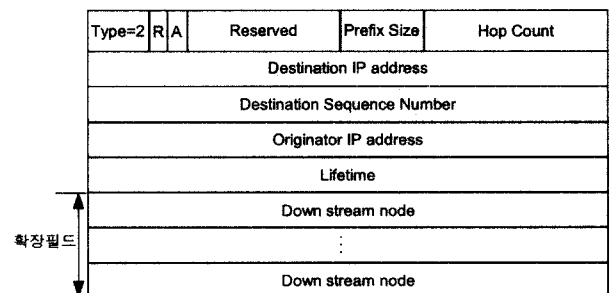 Type=2 R A Reserved Prefix Size Hop Count
Destination IP address
Destination Sequence Number
Originator IP address
Lifetime
Down stream node
⋮
확장필드
Down stream node